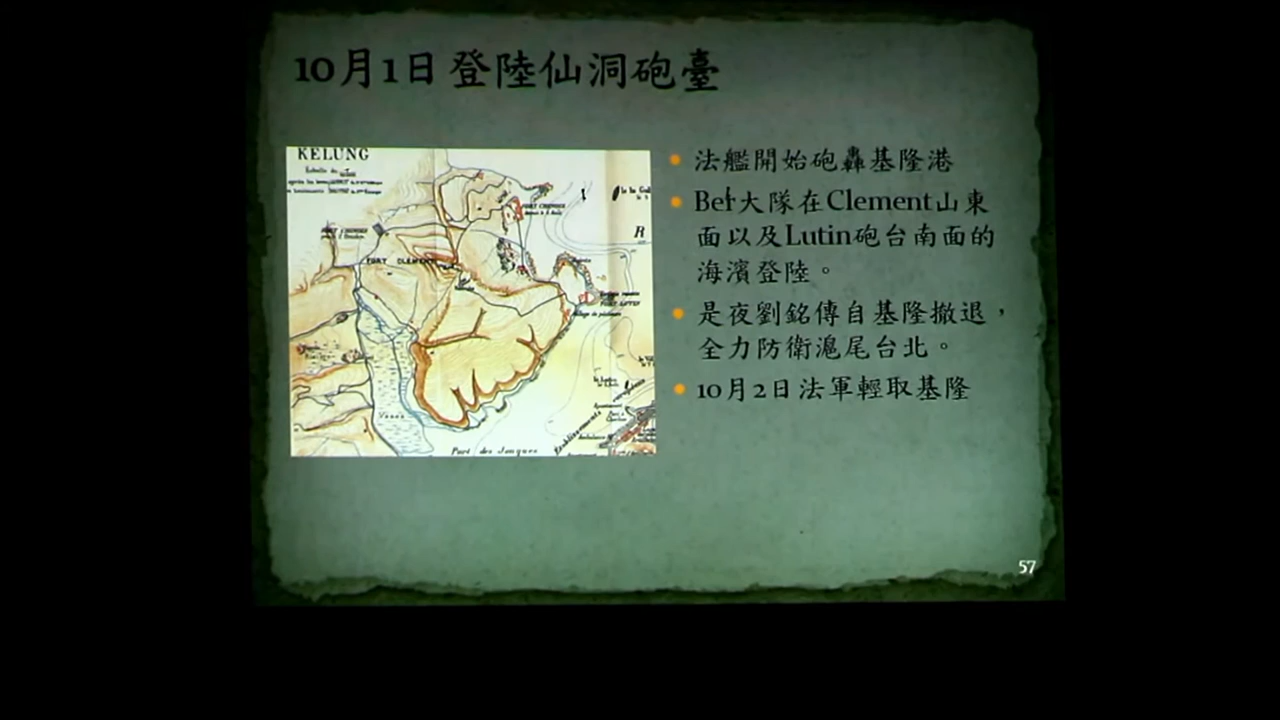 10月1日 登陸仙洞砲臺
KELUNG
法艦開始砲轟基隆港
大隊在Clement山東
面以及Lutin砲台南面的
海濱登陸。
是夜劉銘傳自基隆撤退，
全力防衛滬尾台北。
10月2日法軍輕取基隆
FORT CLEMENT
R
Vases
Port des Jonques
57